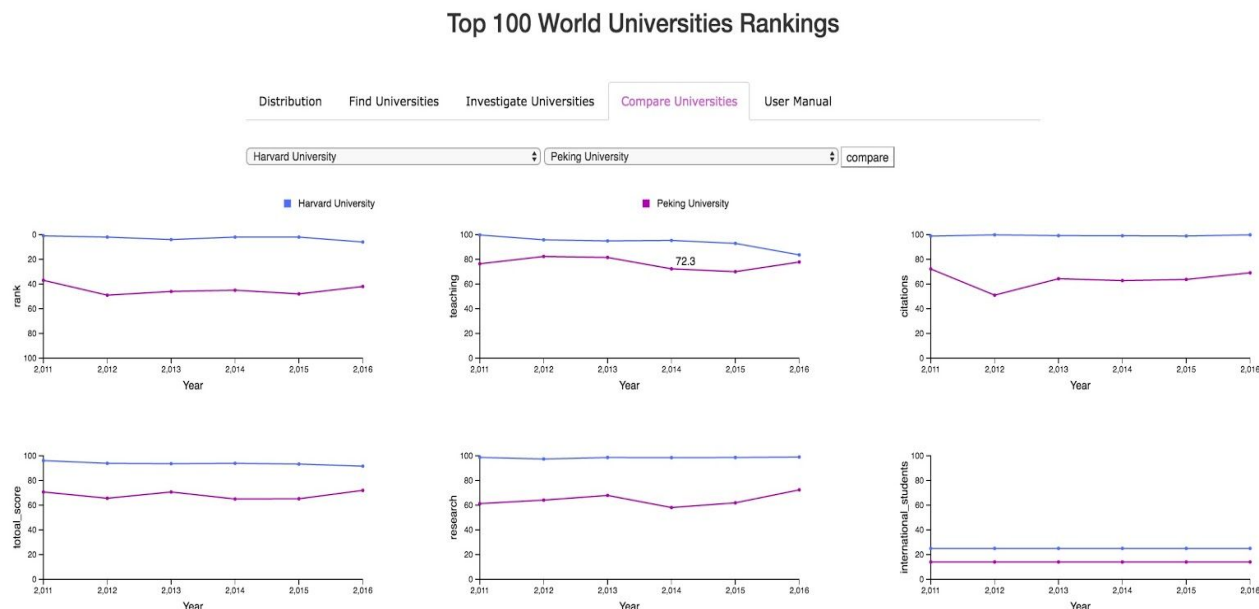 Top 100 World Universities Rankings
Distribution Find Universities Investigate Universities Compare Universities User Manual
Harvard University Peking University compare
Harvard University Peking University
rank
0
20
40
60
80
100
2,011 2,012 2,013 2,014 2,015 2,016
Year
teaching
100
80
60
40
20
0
72.3
2,011 2,012 2,013 2,014 2,015 2,016
Year
citations
100
80
60
40
20
0
2,011 2,012 2,013 2,014 2,015 2,016
Year
totoal_score
100
80
60
40
20
0
2,011 2,012 2,013 2,014 2,015 2,016
Year
research
100
80
60
40
20
0
2,011 2,012 2,013 2,014 2,015 2,016
Year
international_students
100
80
60
40
20
0
2,011 2,012 2,013 2,014 2,015 2,016
Year